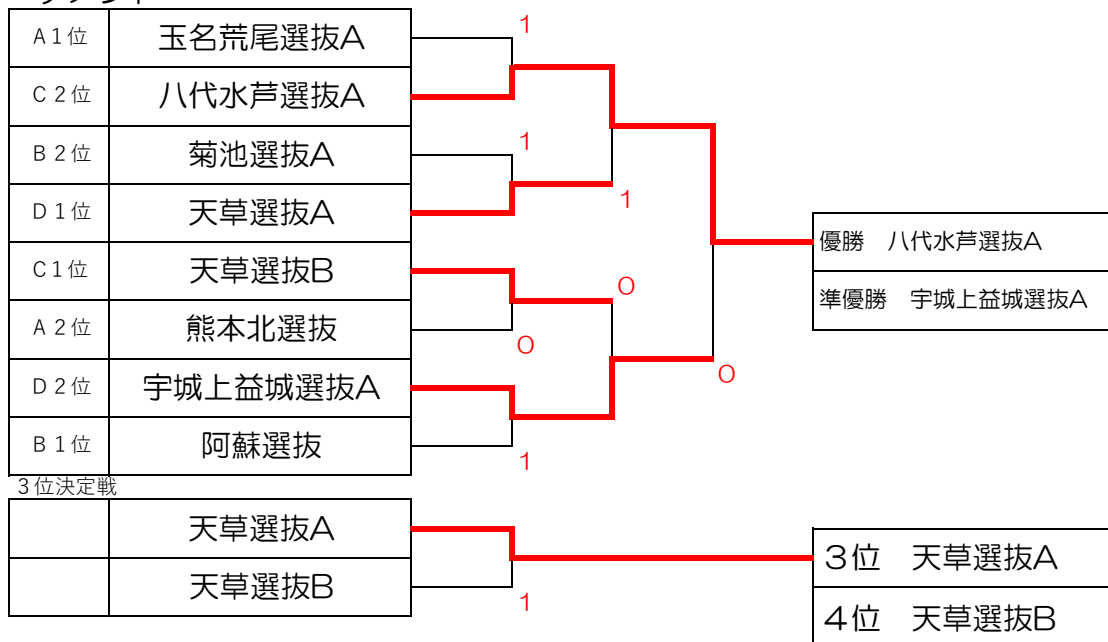 A1位 玉名荒尾選抜A
1
C2位 八代水芦選抜A
B2位 菊池選抜A
1
D1位 天草選抜A
1
優勝 八代水芦選抜A
C1位 天草選抜B
0
準優勝 宇城上益城選抜A
A2位 熊本北選抜
0
D2位 宇城上益城選抜A
0
B1位 阿蘇選抜
1
3位決定戦
天草選抜A
3位 天草選抜A
天草選抜B
1
4位 天草選抜B